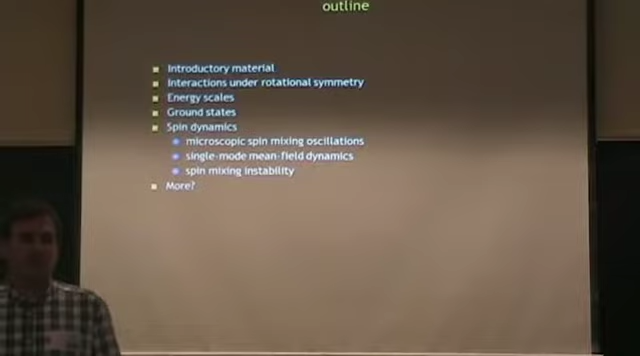 outline
Introductory material
Interactions under rotational symmetry
Energy scales
Ground states
Spin dynamics
microscopic spin mixing oscillations
single-mode mean-field dynamics
spin mixing instability
More?